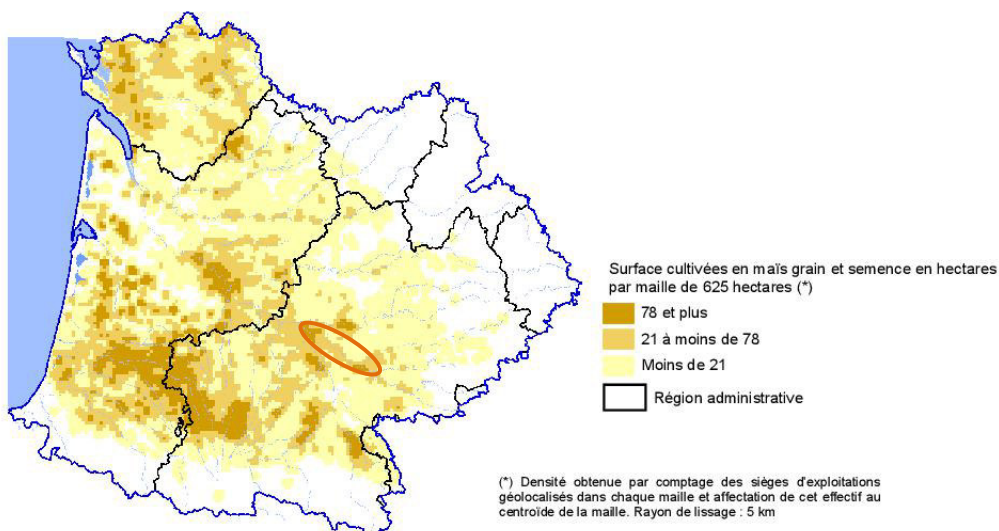 Surface cultivées en maïs grain et semence en hectares
par maille de 625 hectares (*)
78 et plus
21 à moins de 78
Moins de 21
Région administrative
(*) Densité obtenue par comptage des sièges d'exploitations
géolocalisés dans chaque maille et affectation de cet effectif au
centroïde de la maille. Rayon de lissage : 5 km